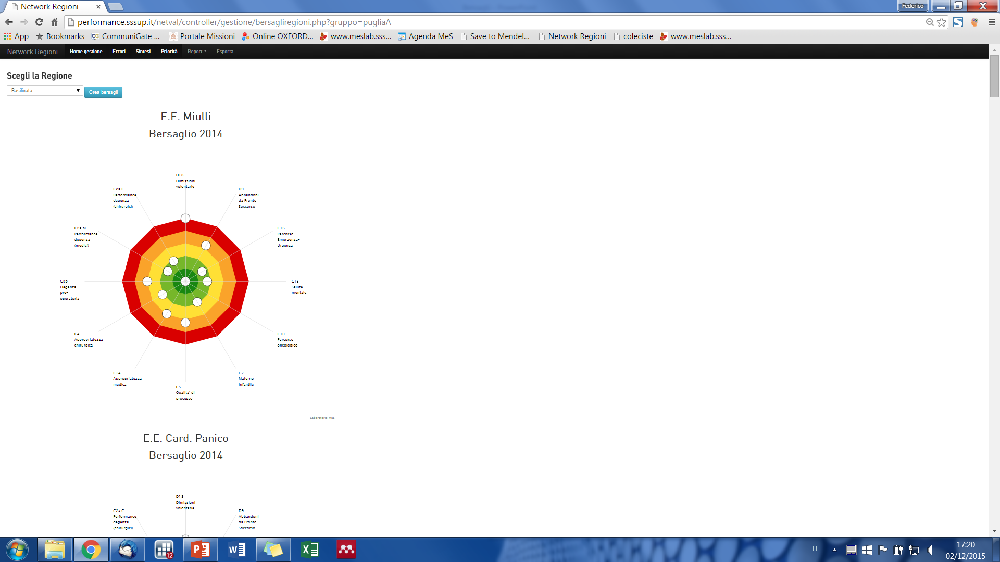 Network Regioni
Federico
performance.sssup.it/netval/controller/gestione/bersagliregioni.php?gruppo=pugliaA
App Bookmarks CommuniGate ... Portale Missioni Online OXFORD... www.meslab.sss... Agenda MeS Save to Mendel... Network Regioni coleciste www.meslab.sss...
Network Regioni Home gestione Errori Sintesi Priorità Report Esporta
Scegli la Regione
Basilicata Crea bersagli
E.E. Miulli
Bersaglio 2014
D18
Dimissioni
volontarie
C2a.C
Performance
degenza
(chirurgici)
D9
Abbandoni
da Pronto
Soccorso
C2a.M
Performance
degenza
(medici)
C16
Percorso
Emergenza-
Urgenza
C8b
Degenza
pre-
operatoria
C15
Salute
mentale
C4
Appropriatezza
chirurgica
C10
Percorso
oncologico
C14
Appropriatezza
medica
C7
Materno
infantile
C5
Qualita' di
processo
Laboratorio MeS
E.E. Card. Panico
Bersaglio 2014
D18
Dimissioni
volontarie
C2a.C
Performance
degenza
(chirurgici)
D9
Abbandoni
da Pronto
Soccorso
12
IT
17:20
02/12/2015